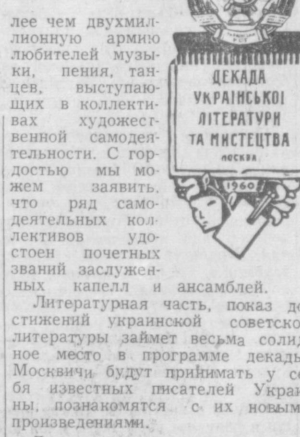 лее чем двухмил-
лионную армию
любителей музы-
ки, пения, тан-
цев, выступаю-
щих в коллекти-
вах художест-
венной самодея-
тельности. С гор-
достью мы мо-
жем заявить,
что ряд само-
деятельных кол-
лективов удо-
стоен почетных
званий заслужен-
ных капелл и ансамблей.
ДЕКАДА
УКРАЇНСЬКОЇ
ЛІТЕРАТУРИ
ТА МИСТЕЦТВА
МОСКВА
1960
Литературная часть, показ до
стижений украинской советско
литературы займет весьма солид
ное место в программе декады
Москвичи будут принимать у се
бя известных писателей Украи
ны, познакомятся с их новым
произведениями.